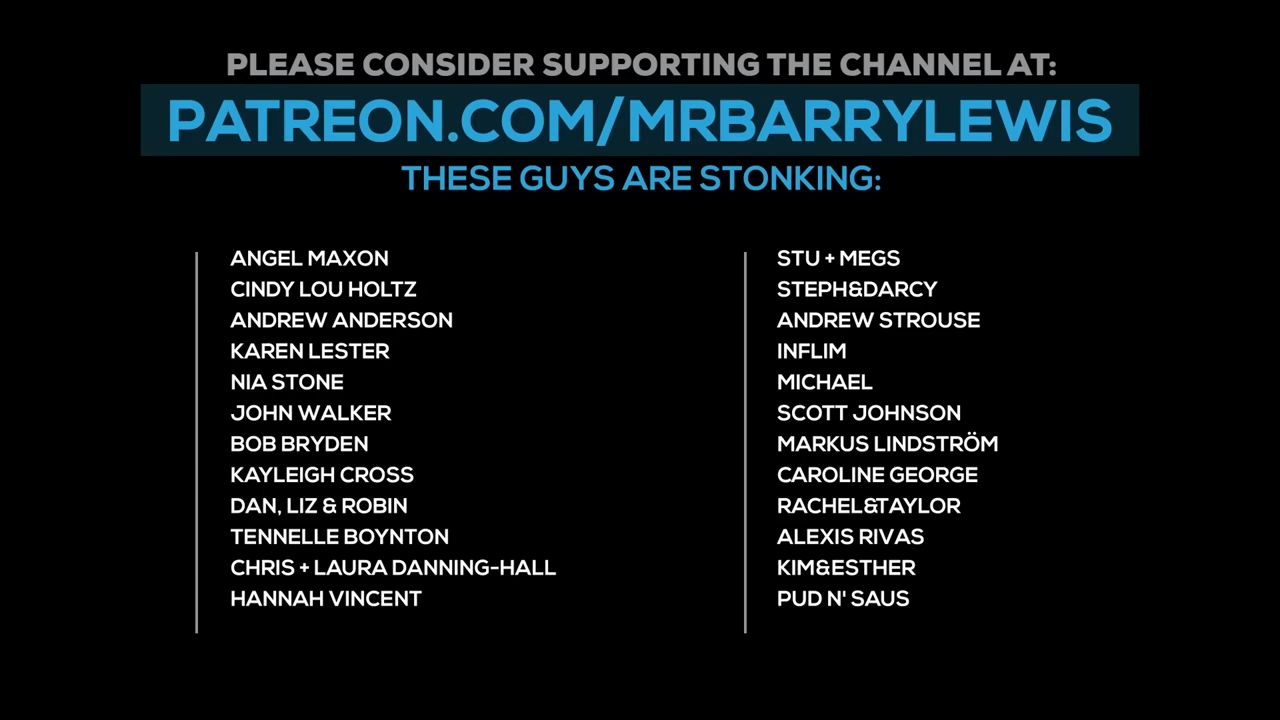 PLEASE CONSIDER SUPPORTING THE CHANNEL AT:
PATREON.COM/MRBARRYLEWIS
THESE GUYS ARE STONKING:
ANGEL MAXON
CINDY LOU HOLTZ
ANDREW ANDERSON
KAREN LESTER
NIA STONE
JOHN WALKER
BOB BRYDEN
KAYLEIGH CROSS
DAN, LIZ & ROBIN
TENNELLE BOYNTON
CHRIS + LAURA DANNING-HALL
HANNAH VINCENT
STU + MEGS
STEPH&DARCY
ANDREW STROUSE
INFLIM
MICHAEL
SCOTT JOHNSON
MARKUS LINDSTRÖM
CAROLINE GEORGE
RACHEL&TAYLOR
ALEXIS RIVAS
KIM&ESTHER
PUD N' SAUS